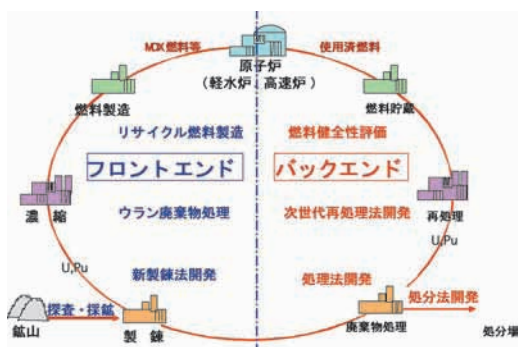 MOX燃料等
使用済燃料
原子炉
(軽水炉、高速炉)
燃料製造
燃料貯蔵
リサイクル燃料製造
燃料健全性評価
フロントエンド
バックエンド
濃縮
再処理
ウラン廃棄物処理
次世代再処理法開発
U,Pu
U,Pu
新製錬法開発
処理法開発
探査・採鉱
処分法開発
鉱山
製錬
廃棄物処理
処分場